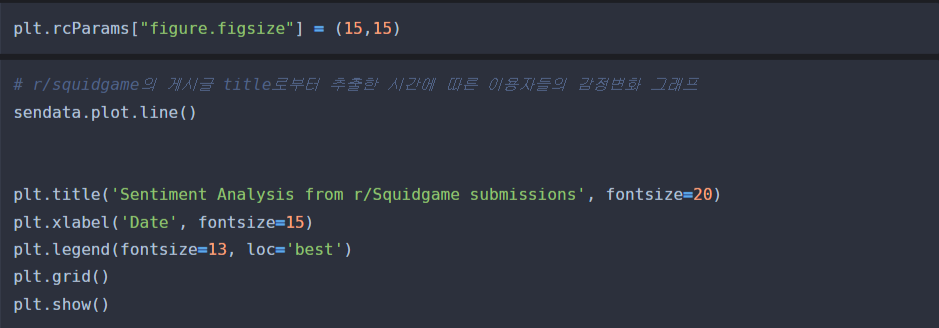 plt.rcParams["figure.figsize"] = (15,15)
# r/squidgame의 게시글 title로부터 추출한 시간에 따른 이용자들의 감정변화 그래프
sendata.plot.line()
plt.title('Sentiment Analysis from r/Squidgame submissions', fontsize=20)
plt.xlabel('Date', fontsize=15)
plt.legend(fontsize=13, loc='best')
plt.grid()
plt.show()